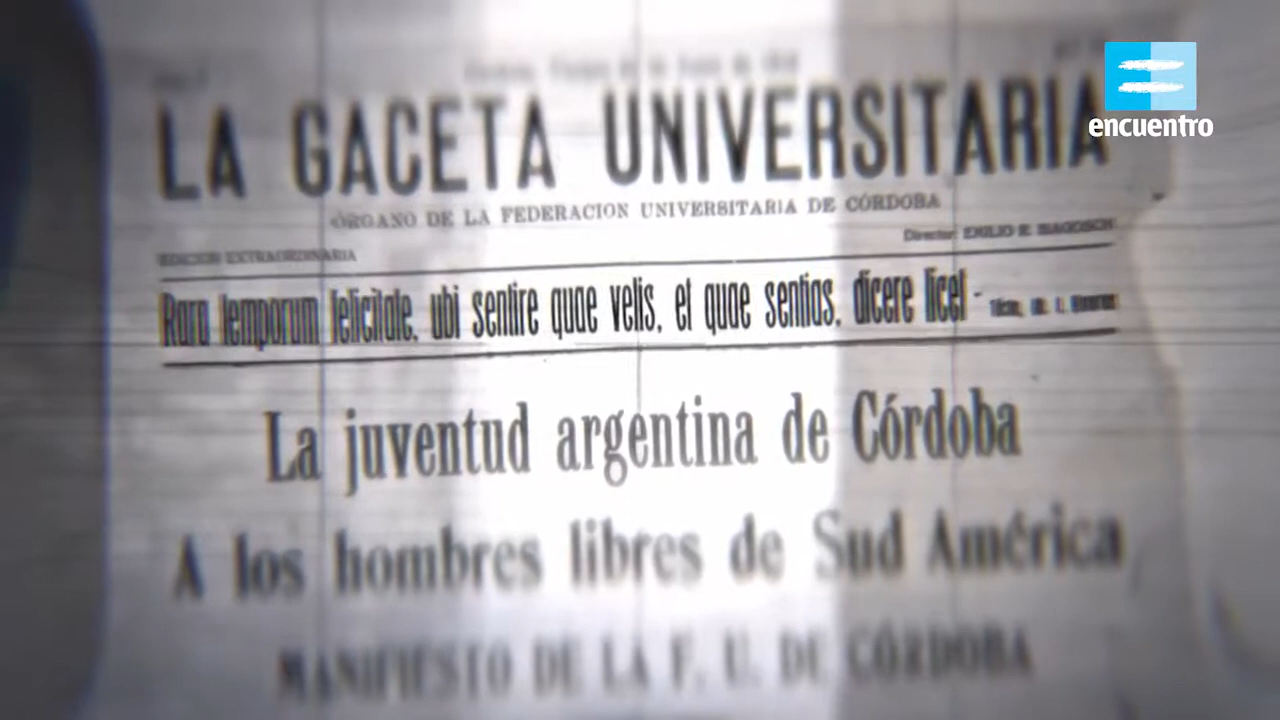 encuentro
LA GACETA UNIVERSITARIA
ÓRGANO DE LA FEDERACION UNIVERSITARIA DE CÓRDOBA
EDICION EXTRAORDINARIA
Director: EMILIO R.
Rara temporum felicitate, ubi sentire quae velis, et quae sentias, dicere licet -
La juventud argentina de Córdoba
A los hombres libres de Sud América
MANIFIESTO DE LA F. U. DE CÓRDOBA